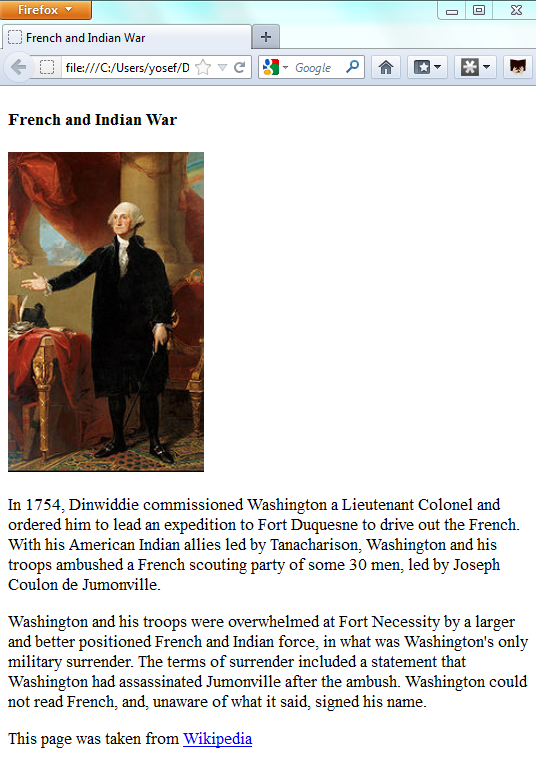 Firefox
French and Indian War
file:///C:/Users/yosef/D
Google
French and Indian War
In 1754, Dinwiddie commissioned Washington a Lieutenant Colonel and
ordered him to lead an expedition to Fort Duquesne to drive out the French.
With his American Indian allies led by Tanacharison, Washington and his
troops ambushed a French scouting party of some 30 men, led by Joseph
Coulon de Jumonville.
Washington and his troops were overwhelmed at Fort Necessity by a larger
and better positioned French and Indian force, in what was Washington's only
military surrender. The terms of surrender included a statement that
Washington had assassinated Jumonville after the ambush. Washington could
not read French, and, unaware of what it said, signed his name.
This page was taken from Wikipedia